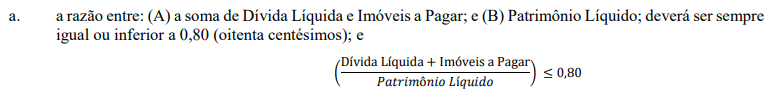 a. a razão entre: (A) a soma de Dívida Líquida e Imóveis a Pagar; e (B) Patrimônio Líquido; deverá ser sempre
igual ou inferior a 0,80 (oitenta centésimos); e
(Dívida Líquida + Imóveis a Pagar
Patrimônio Líquido) ≤ 0,80